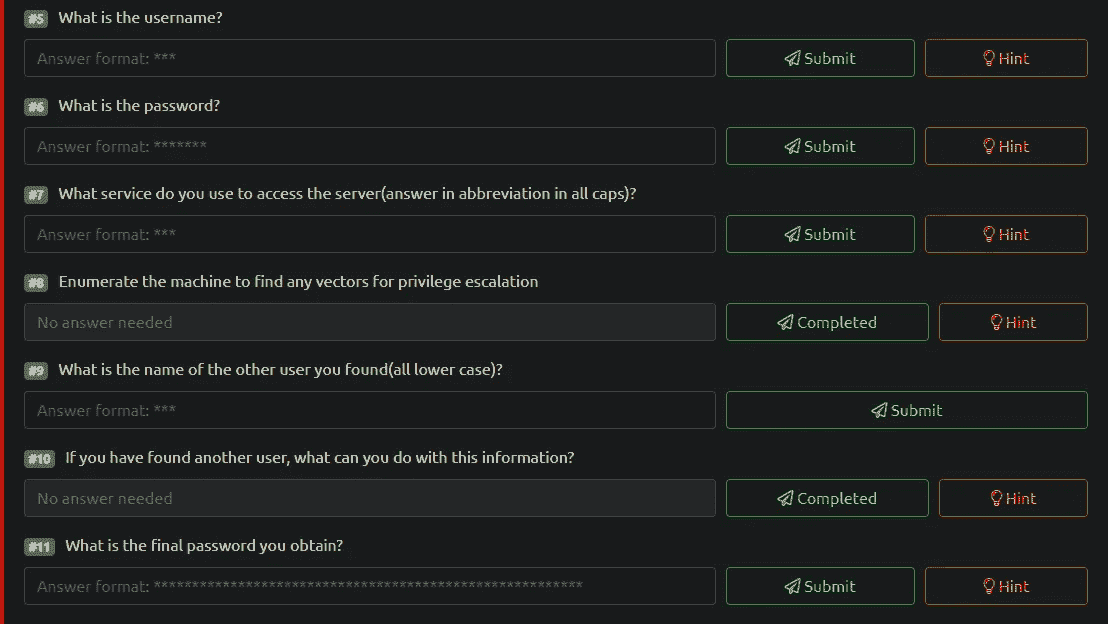 #5 What is the username?
Answer format: *** Submit Hint
#6 What is the password?
Answer format: ******* Submit Hint
#7 What service do you use to access the server(answer in abbreviation in all caps)?
Answer format: *** Submit Hint
#8 Enumerate the machine to find any vectors for privilege escalation
No answer needed Completed Hint
#9 What is the name of the other user you found(all lower case)?
Answer format: *** Submit
#10 If you have found another user, what can you do with this information?
No answer needed Completed Hint
#11 What is the final password you obtain?
Answer format: ******************************************************** Submit Hint